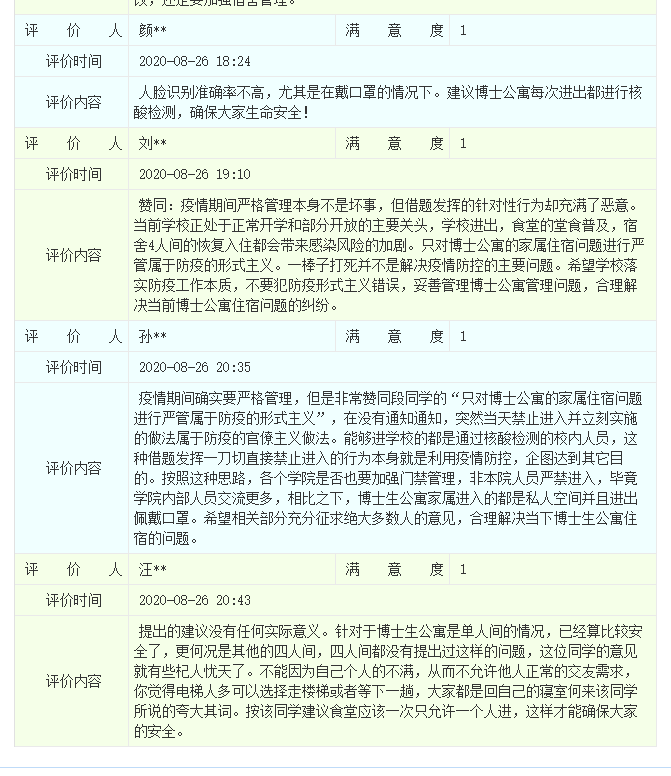 改，还是要加强宿舍管理。
评 价 人 颜** 满 意 度 1
评价时间 2020-08-26 18:24
评价内容
人脸识别准确率不高，尤其是在戴口罩的情况下。建议博士公寓每次进出都进行核
酸检测，确保大家生命安全！
评 价 人 刘** 满 意 度 1
评价时间 2020-08-26 19:10
评价内容
赞同：疫情期间严格管理本身不是坏事，但借题发挥的针对性行为却充满了恶意。
当前学校正处于正常开学和部分开放的主要关头，学校进出，食堂的堂食普及，宿
舍4人间的恢复入住都会带来感染风险的加剧。只对博士公寓的家属住宿问题进行严
管属于防疫的形式主义。一棒子打死并不是解决疫情防控的主要问题。希望学校落
实防疫工作本质，不要犯防疫形式主义错误，妥善管理博士公寓管理问题，合理解
决当前博士公寓住宿问题的纠纷。
评 价 人 孙** 满 意 度 1
评价时间 2020-08-26 20:35
评价内容
疫情期间确实要严格管理，但是非常赞同段同学的“只对博士公寓的家属住宿问题
进行严管属于防疫的形式主义”，在没有通知通知，突然当天禁止进入并立刻实施
的做法属于防疫的官僚主义做法。能够进学校的都是通过核酸检测的校内人员，这
种借题发挥一刀切直接禁止进入的行为本身就是利用疫情防控，企图达到其它目
的。按照这种思路，各个学院是否也要加强门禁管理，非本院人员严禁进入，毕竟
学院内部人员交流更多，相比之下，博士生公寓家属进入的都是私人空间并且进出
佩戴口罩。希望相关部分充分征求绝大多数人的意见，合理解决当下博士生公寓住
宿的问题。
评 价 人 汪** 满 意 度 1
评价时间 2020-08-26 20:43
评价内容
提出的建议没有任何实际意义。针对于博士生公寓是单人间的情况，已经算比较安
全了，更何况是其他的四人间，四人间都没有提出过这样的问题，这位同学的意见
就有些杞人忧天了。不能因为自己个人的不满，从而不允许他人正常的交友需求，
你觉得电梯人多可以选择走楼梯或者等下一趟，大家都是回自己的寝室何来该同学
所说的夸大其词。按该同学建议食堂应该一次只允许一个人进，这样才能确保大家
的安全。